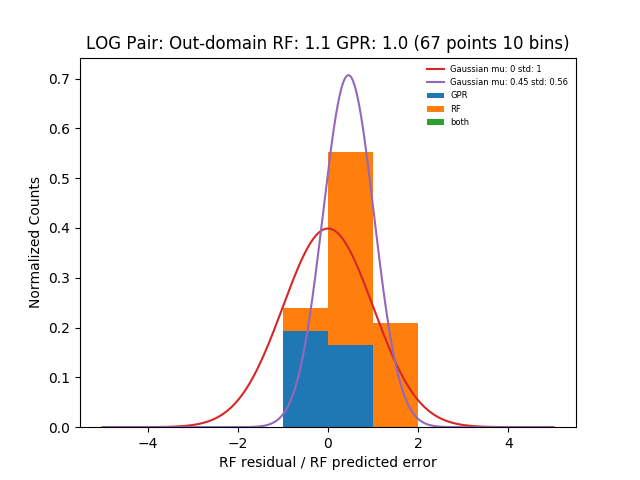 LOG Pair: Out-domain RF: 1.1 GPR: 1.0 (67 points 10 bins)
Gaussian mu: 0 std: 1
Gaussian mu: 0.45 std: 0.56
GPR
RF
both
Normalized Counts
0.7
0.6
0.5
0.4
0.3
0.2
0.1
0.0
−4 −2 0 2 4
RF residual / RF predicted error